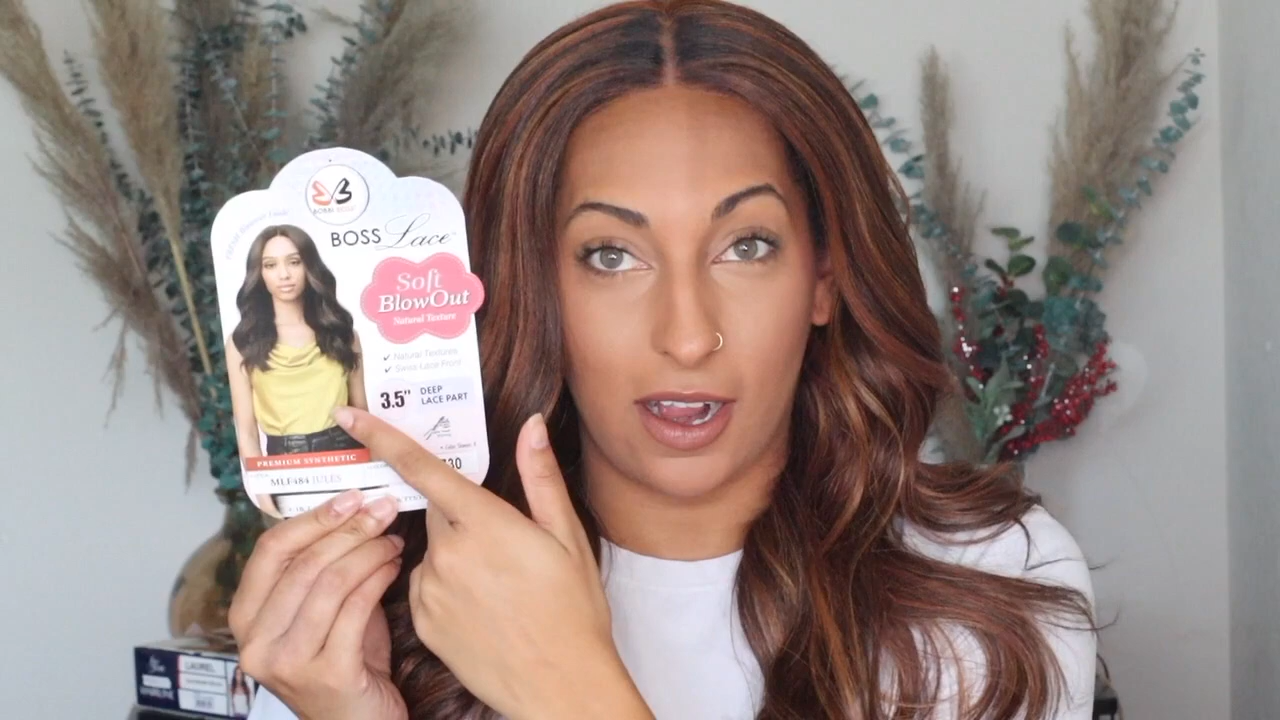 BOBBI BOSS
BOSS Lace
Soft
BlowOut
Natural Texture
✔ Natural Textures
✔ Swiss Lace Front
3.5" DEEP
LACE PART
PREMIUM SYNTHETIC
MLF484 JULES
LAUREL